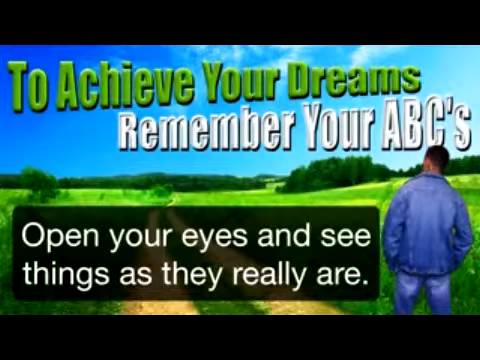 To Achieve Your Dreams
Remember Your ABC's
Open your eyes and see
things as they really are.